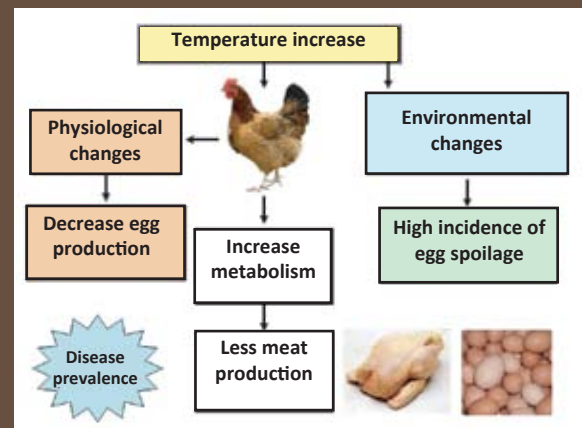 Temperature increase
Physiological
changes
Environmental
changes
Decrease egg
production
Increase
metabolism
High incidence of
egg spoilage
Disease
prevalence
Less meat
production